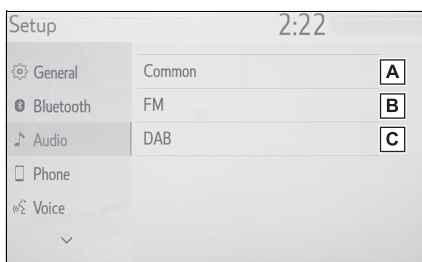 Setup 2:22
General
Common A
Bluetooth
FM B
Audio
DAB C
Phone
Voice